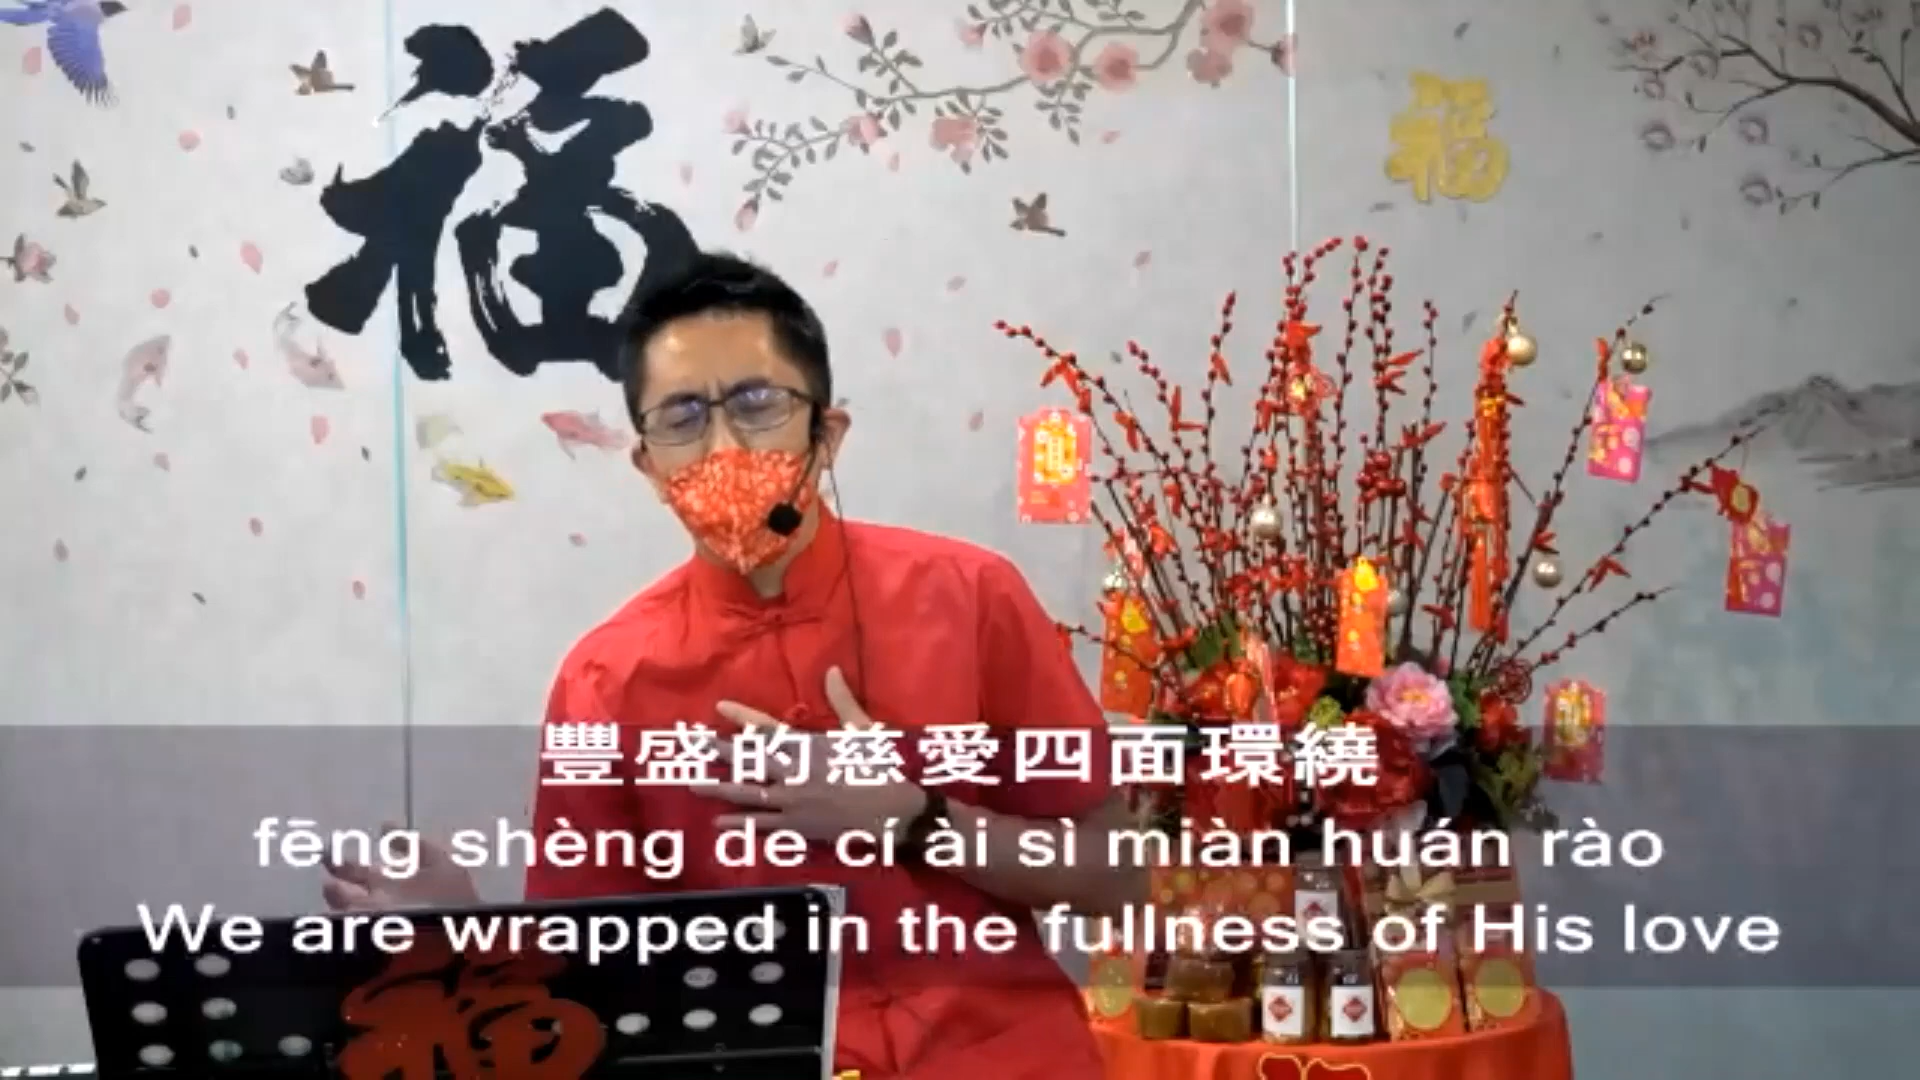 福
福
豐盛的慈愛四面環繞
fēng shèng de cí ài sì miàn huán rào
We are wrapped in the fullness of His love
福